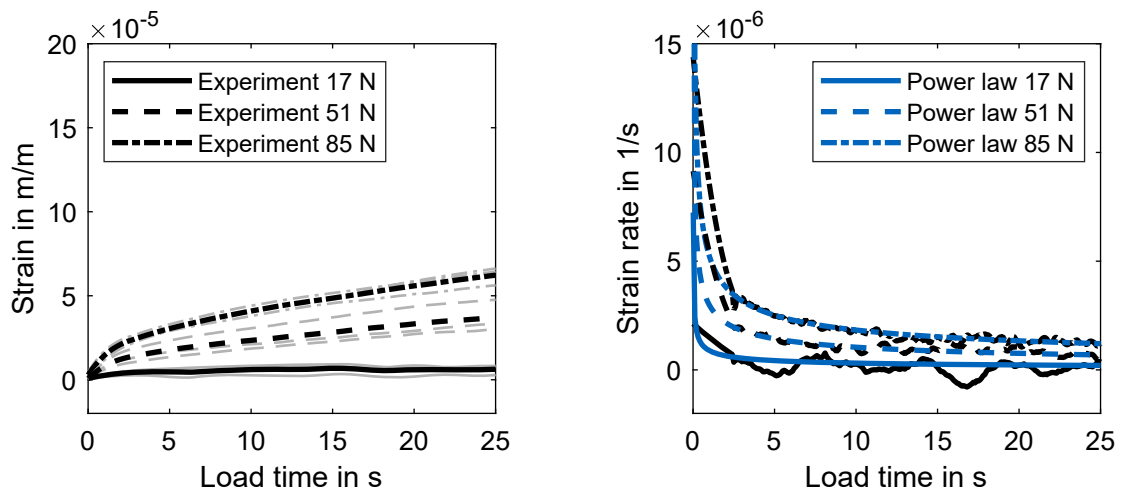 × 10⁻⁵
20
15
10
5
0
Strain in m/m
Experiment 17 N
Experiment 51 N
Experiment 85 N
0 5 10 15 20 25
Load time in s
× 10⁻⁶
15
10
5
0
Strain rate in 1/s
Power law 17 N
Power law 51 N
Power law 85 N
0 5 10 15 20 25
Load time in s